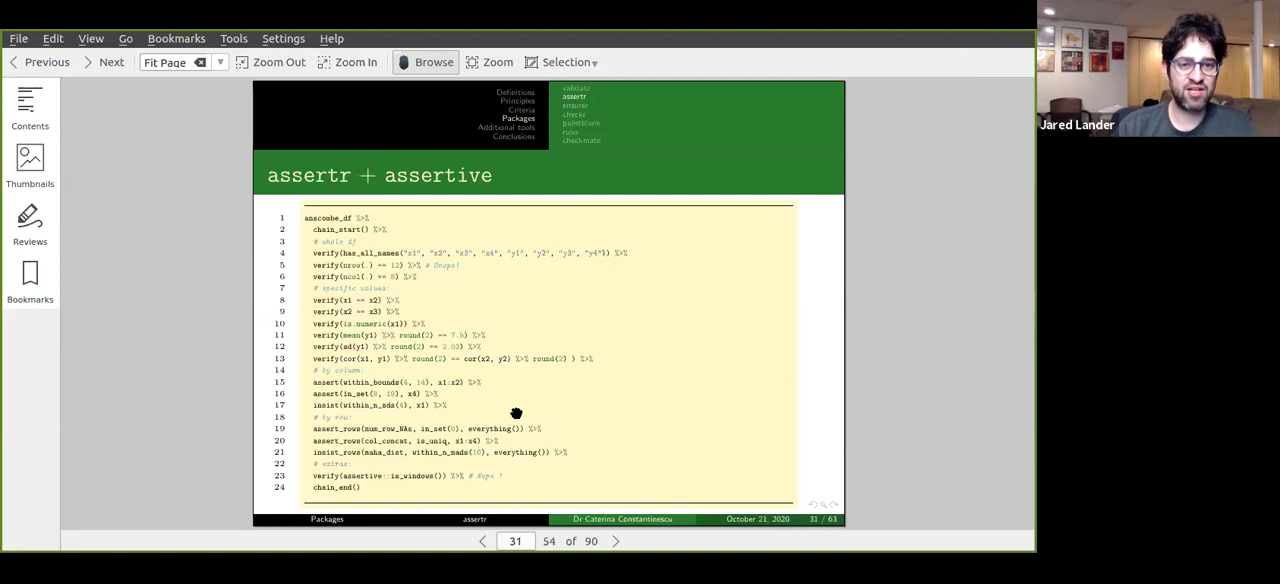 File Edit View Go Bookmarks Tools Settings Help
Previous Next Fit Page Zoom Out Zoom In Browse Zoom Selection
Contents
Thumbnails
Reviews
Bookmarks
Definitions
Principles
Criteria
Packages
Additional tools
Conclusions
validate
assertr
ensurer
checkr
pointblank
ruler
checkmate
assertr + assertive
1 anscombe_df %>%
2 chain_start() %>%
3 # whole df
4 verify(has_all_names("x1", "x2", "x3", "x4", "y1", "y2", "y3", "y4")) %>%
5 verify(nrow(.) == 12) %>% # Ooops!
6 verify(ncol(.) == 8) %>%
7 # specific values:
8 verify(x1 == x2) %>%
9 verify(x2 == x3) %>%
10 verify(is.numeric(x1)) %>%
11 verify(mean(y1) %>% round(2) == 7.5) %>%
12 verify(sd(y1) %>% round(2) == 2.03) %>%
13 verify(cor(x1, y1) %>% round(2) == cor(x2, y2) %>% round(2) ) %>%
14 # by column:
15 assert(within_bounds(4, 14), x1:x2) %>%
16 assert(in_set(8, 19), x4) %>%
17 insist(within_n_sds(4), x1) %>%
18 # by row:
19 assert_rows(num_row_NAs, in_set(0), everything()) %>%
20 assert_rows(col_concat, is_uniq, x1:x4) %>%
21 insist_rows(maha_dist, within_n_mads(10), everything()) %>%
22 # extras:
23 verify(assertive::is_windows()) %>% # Nope !
24 chain_end()
Packages assertr Dr Caterina Constantinescu October 21, 2020 31 / 63
31 54 of 90
Jared Lander